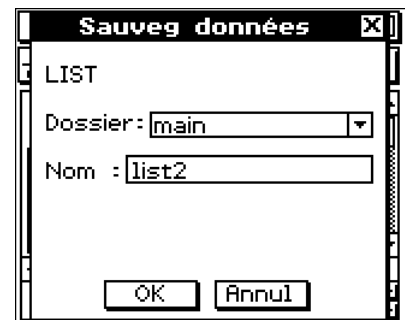 Sauveg données
LIST
Dossier: main
Nom : list2
OK Annul